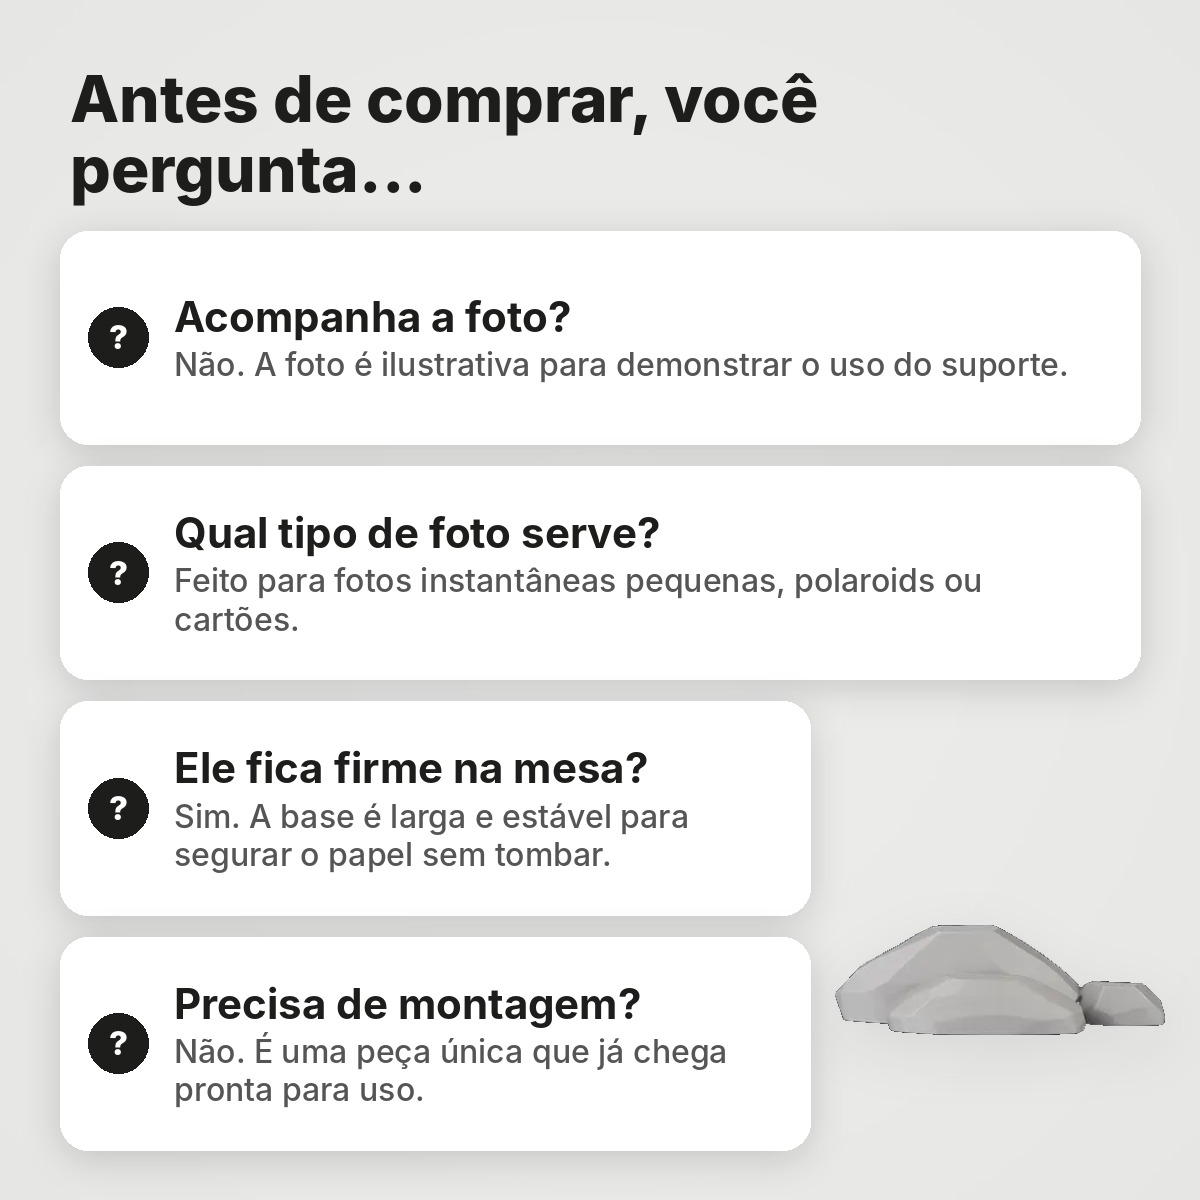 Antes de comprar, você
pergunta...
?
Acompanha a foto?
Não. A foto é ilustrativa para demonstrar o uso do suporte.
?
Qual tipo de foto serve?
Feito para fotos instantâneas pequenas, polaroids ou
cartões.
?
Ele fica firme na mesa?
Sim. A base é larga e estável para
segurar o papel sem tombar.
?
Precisa de montagem?
Não. É uma peça única que já chega
pronta para uso.